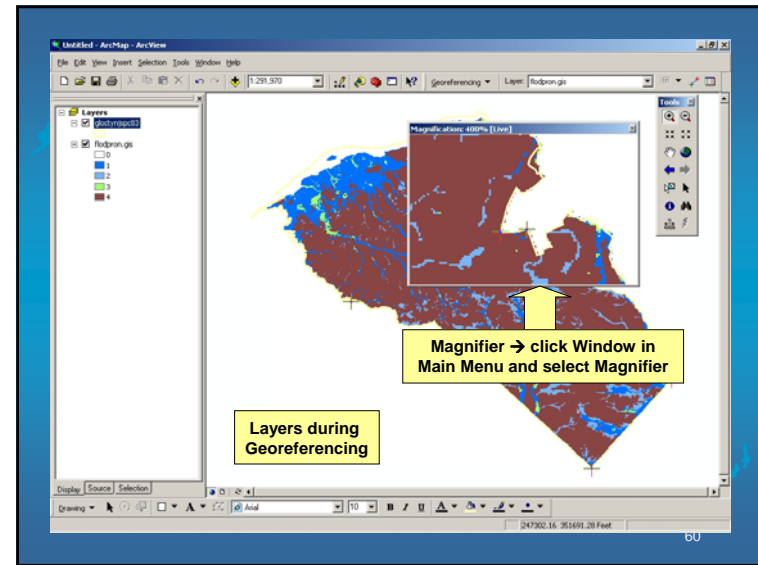 Untitled - ArcMap - ArcView
File Edit View Insert Selection Tools Window Help
1:291,970 Georeferencing Layer: flodpron.gis
Layers
gloctynjspc83
flodpron.gis
0
1
2
3
4
Magnification: 400% [Live]
Tools
Magnifier → click Window in
Main Menu and select Magnifier
Layers during
Georeferencing
Display Source Selection
Drawing A Arial 10 B I U A
247302.16 351691.28 Feet
60